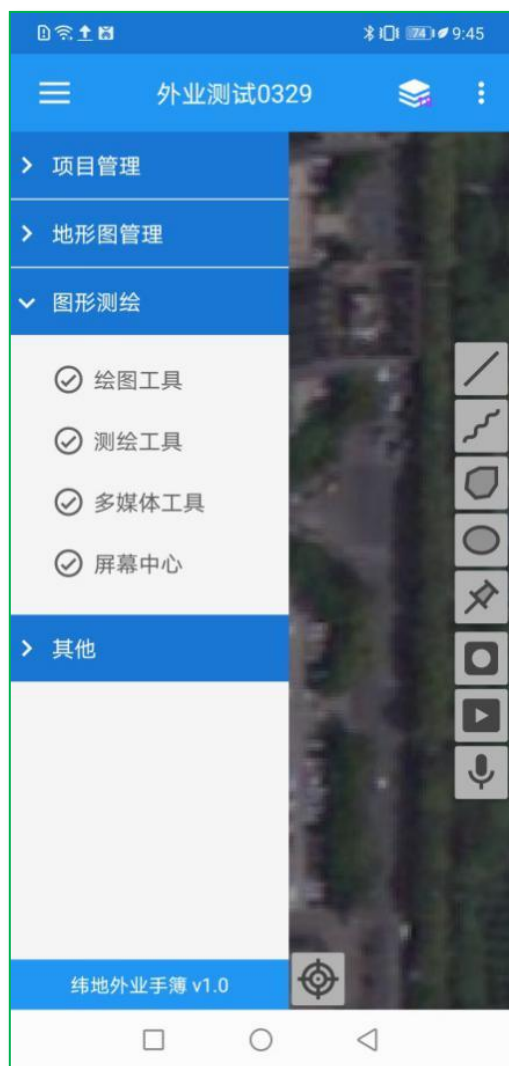 74 9:45
外业测试0329
项目管理
地形图管理
图形测绘
绘图工具
测绘工具
多媒体工具
屏幕中心
其他
纬地外业手簿 v1.0